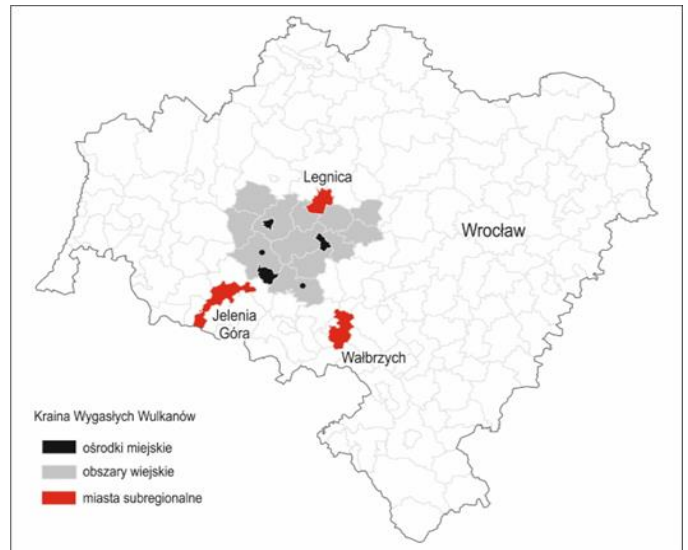 Legnica
Wrocław
Jelenia
Góra
Wałbrzych
Kraina Wygasłych Wulkanów
ośrodki miejskie
obszary wiejskie
miasta subregionalne